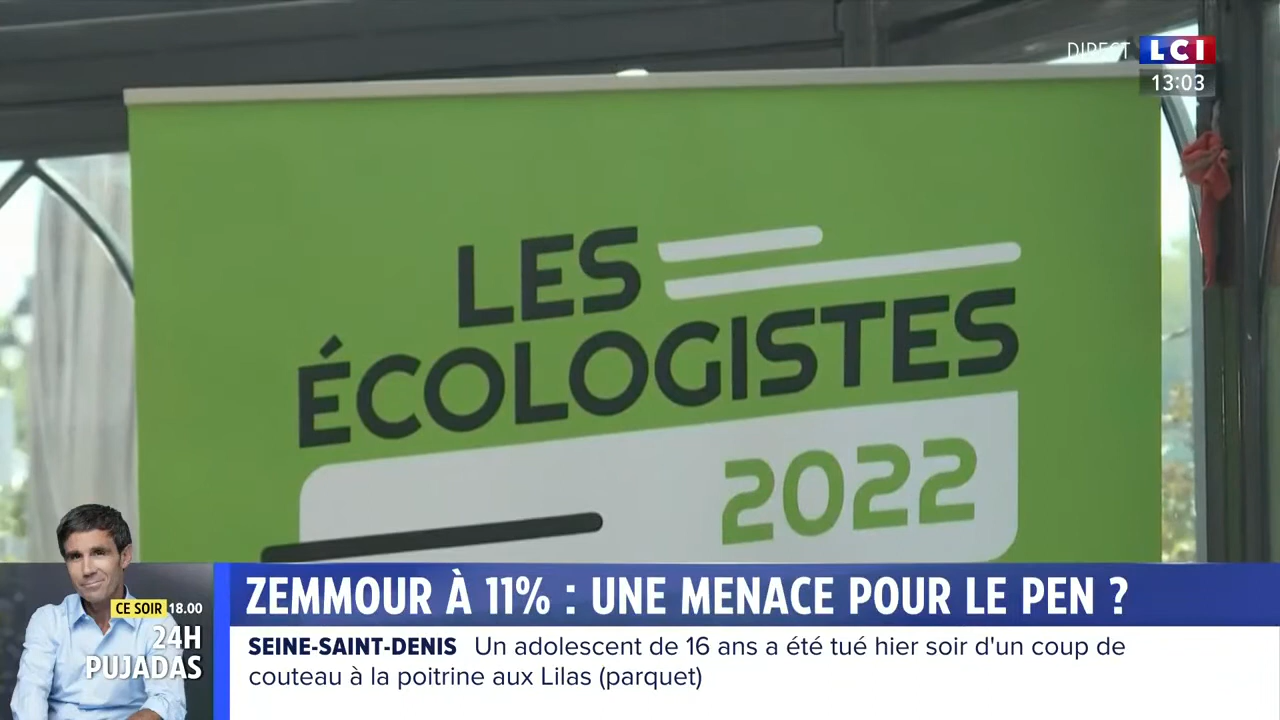 DIRECT LCI
13:03
LES
ÉCOLOGISTES
2022
CE SOIR 18.00
24H
PUJADAS
ZEMMOUR À 11% : UNE MENACE POUR LE PEN ?
SEINE-SAINT-DENIS Un adolescent de 16 ans a été tué hier soir d'un coup de
couteau à la poitrine aux Lilas (parquet)